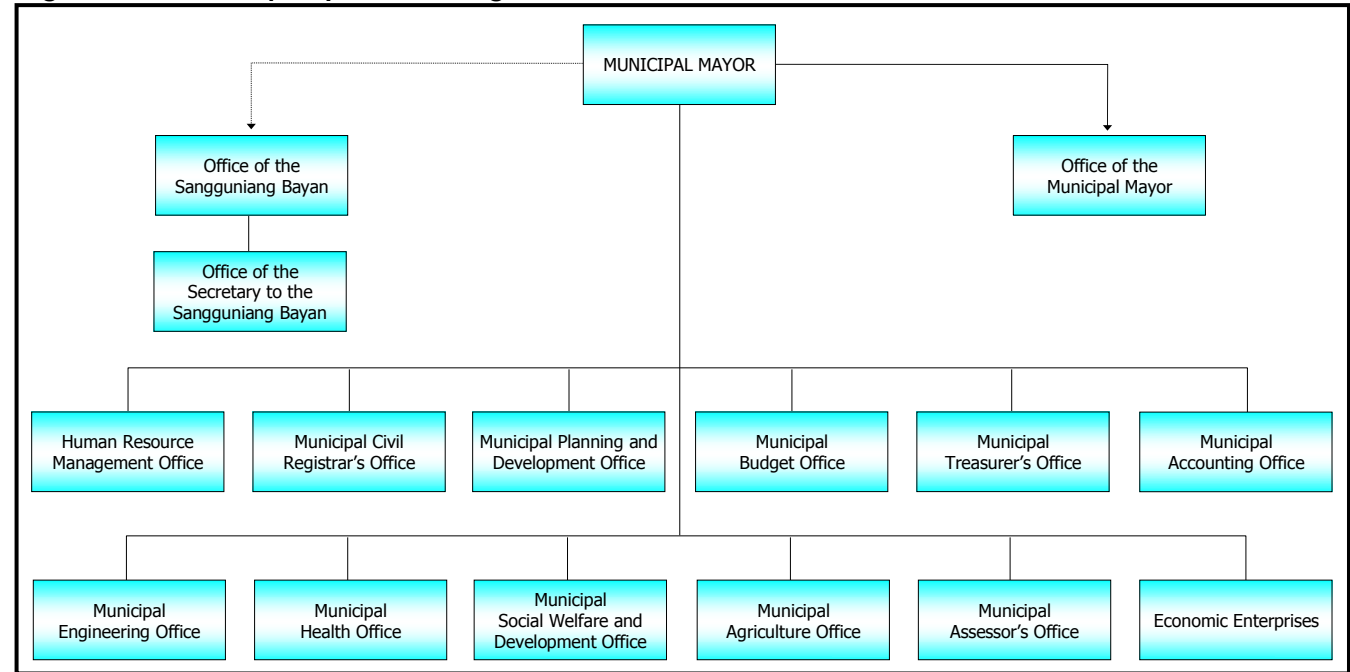 MUNICIPAL MAYOR
Office of the
Sangguniang Bayan
Office of the
Municipal Mayor
Office of the
Secretary to the
Sangguniang Bayan
Human Resource
Management Office
Municipal Civil
Registrar's Office
Municipal Planning and
Development Office
Municipal
Budget Office
Municipal
Treasurer's Office
Municipal
Accounting Office
Municipal
Engineering Office
Municipal
Health Office
Municipal
Social Welfare and
Development Office
Municipal
Agriculture Office
Municipal
Assessor's Office
Economic Enterprises